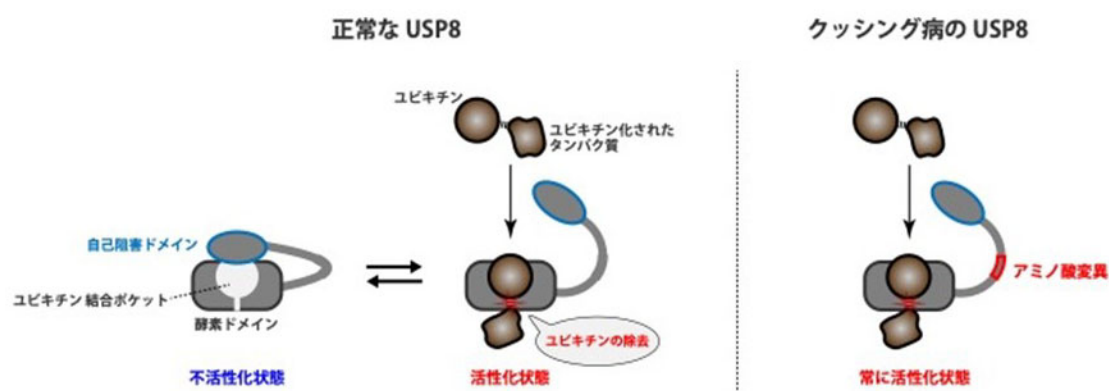 正常な USP8
クッシング病の USP8
ユビキチン
ユビキチン化された
タンパク質
自己阻害ドメイン
ユビキチン 結合ポケット
酵素ドメイン
ユビキチンの除去
アミノ酸変異
不活性化状態
活性化状態
常に活性化状態